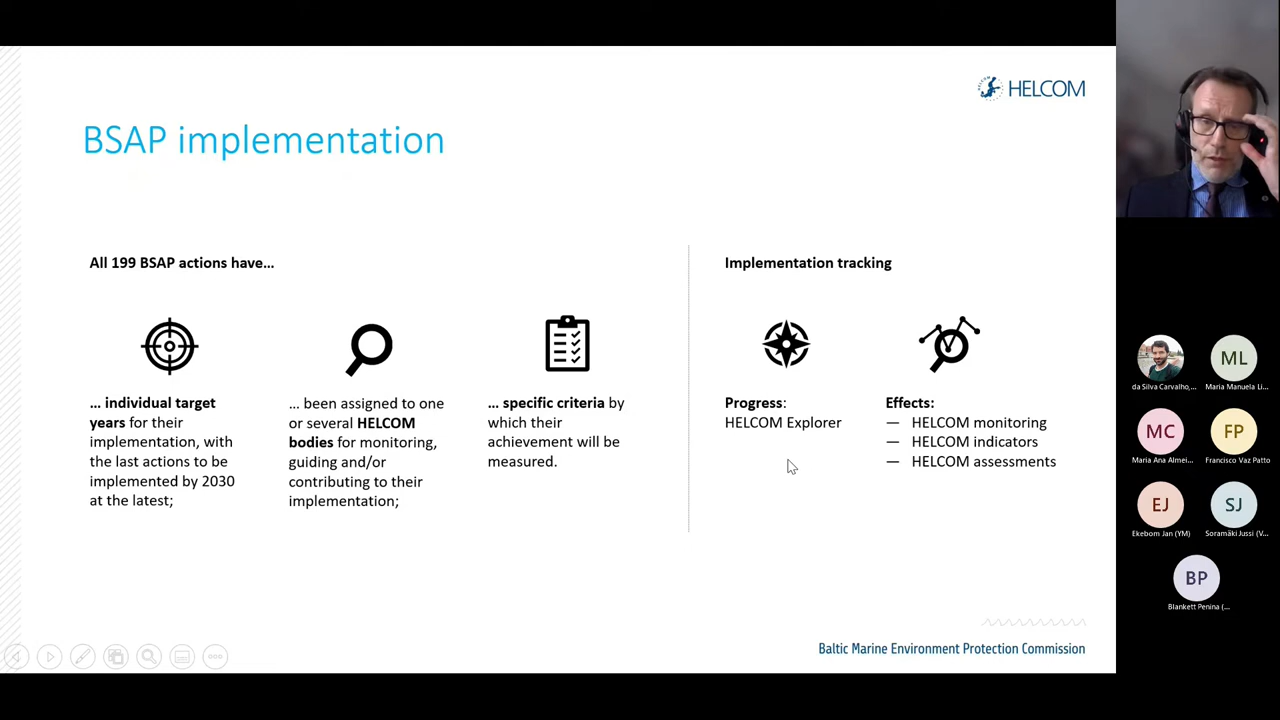 HELCOM
BSAP implementation
All 199 BSAP actions have...
... individual target
years for their
implementation, with
the last actions to be
implemented by 2030
at the latest;
... been assigned to one
or several HELCOM
bodies for monitoring,
guiding and/or
contributing to their
implementation;
... specific criteria by
which their
achievement will be
measured.
Implementation tracking
Progress:
HELCOM Explorer
Effects:
— HELCOM monitoring
— HELCOM indicators
— HELCOM assessments
Baltic Marine Environment Protection Commission
da Silva Carvalho,...
ML
Maria Manuela Li...
MC
Maria Ana Almei...
FP
Francisco Vaz Patto
EJ
Ekebom Jan (YM)
SJ
Soramäki Jussi (V...
BP
Blankett Penina (...